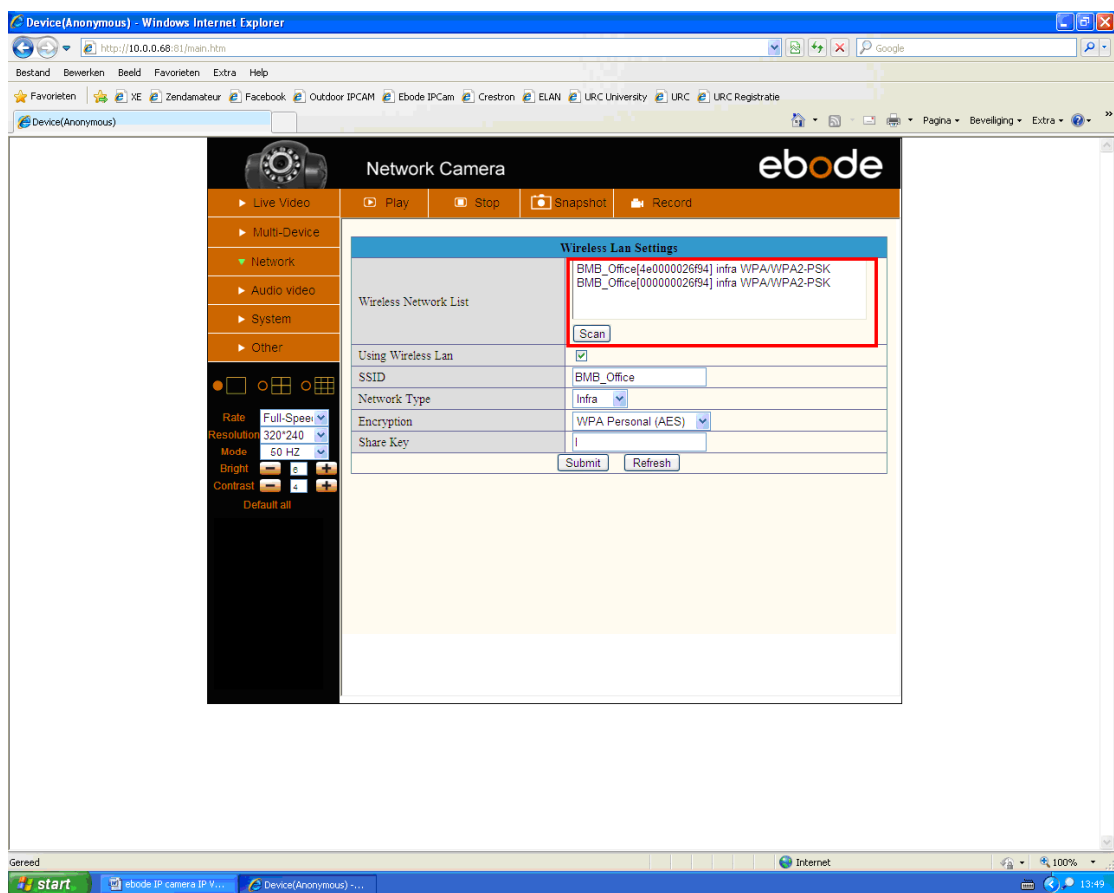 Device(Anonymous) - Windows Internet Explorer
http://10.0.0.68:81/main.htm
Google
Bestand Bewerken Beeld Favorieten Extra Help
Favorieten XE Zendamateur Facebook Outdoor IPCAM Ebode IPCam Crestron ELAN URC University URC URC Registratie
Device(Anonymous)
Pagina Beveiliging Extra
Network Camera
ebode
Live Video
Play Stop Snapshot Record
Multi-Device
Network
Audio video
System
Other
Wireless Lan Settings
Wireless Network List
BMB_Office[4e0000026f94] infra WPA/WPA2-PSK
BMB_Office[000000026f94] infra WPA/WPA2-PSK
Scan
Using Wireless Lan
SSID BMB_Office
Network Type Infra
Encryption WPA Personal (AES)
Share Key
Submit Refresh
Rate Full-Speed
Resolution 320*240
Mode 50 HZ
Bright 6
Contrast 4
Default all
Gereed
Internet
100%
start
ebode IP camera IP V...
Device(Anonymous) -...
13:49